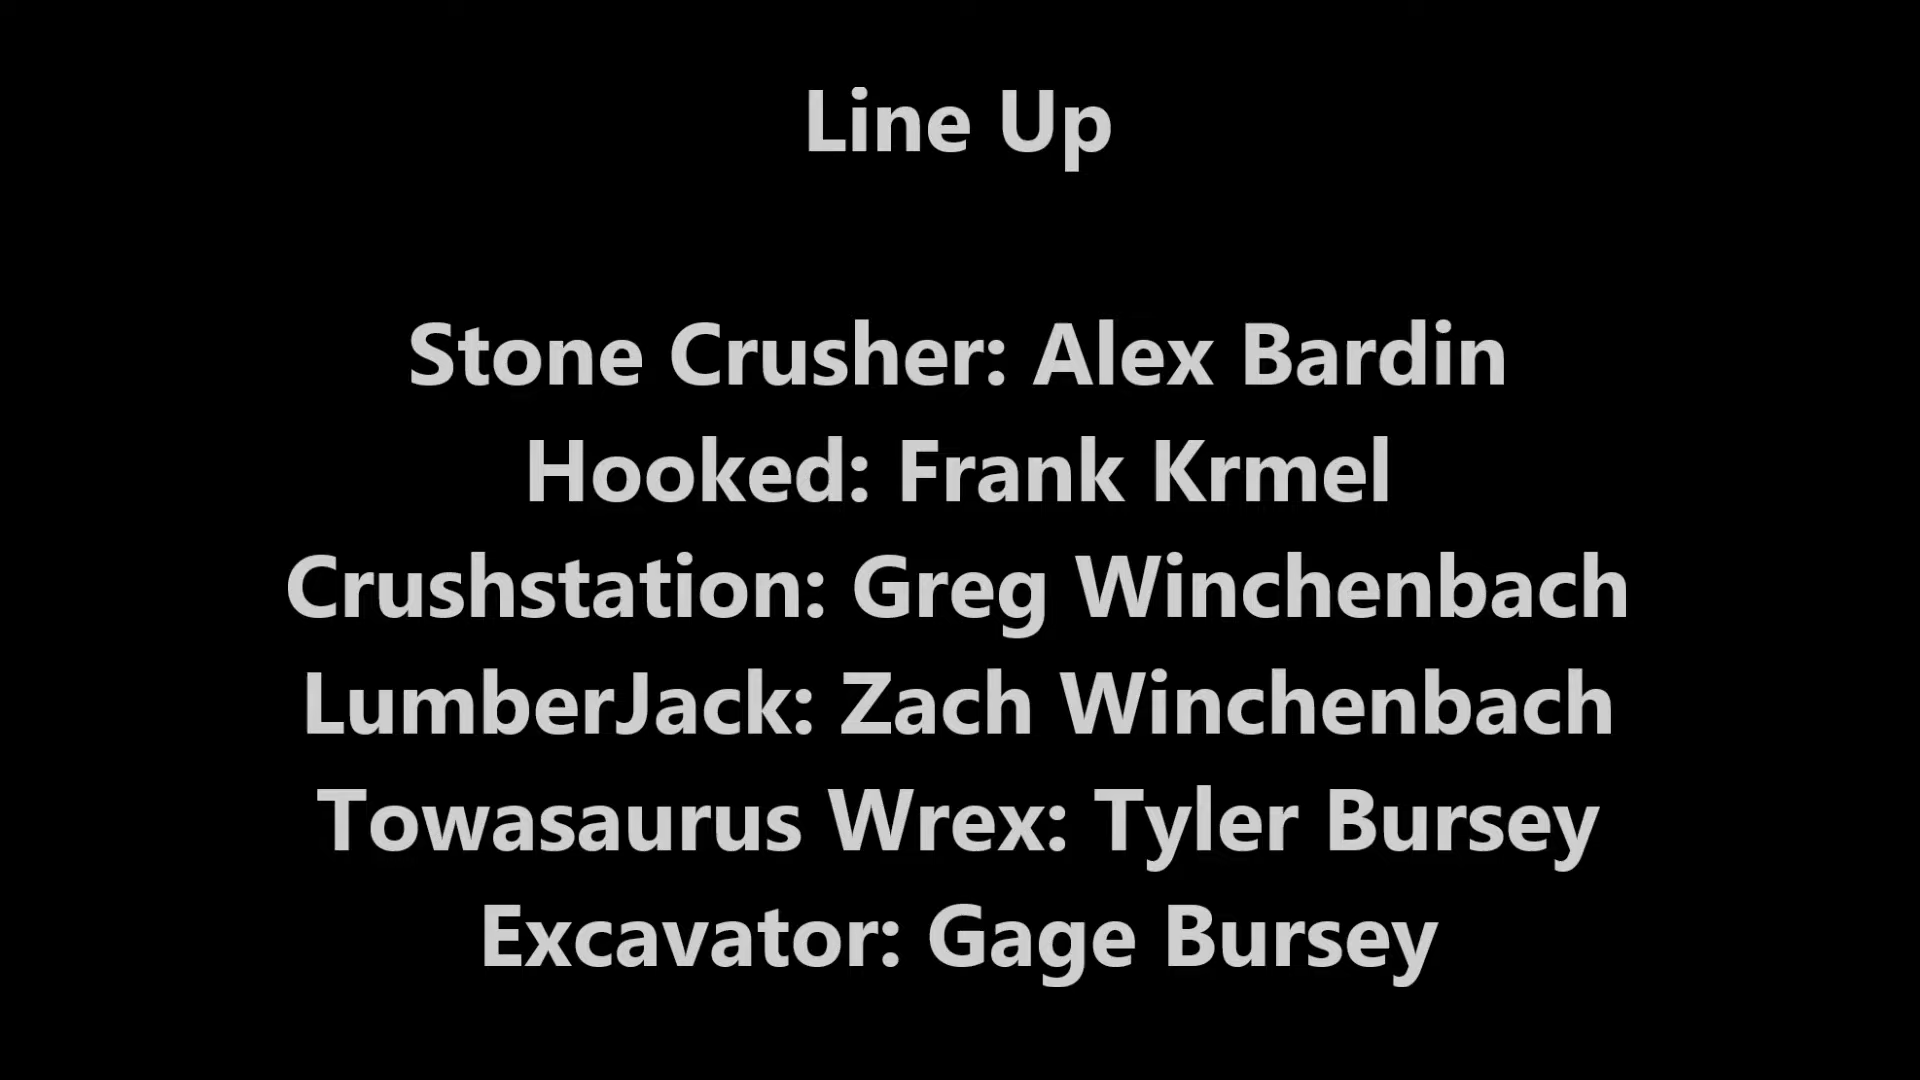 Line Up
Stone Crusher: Alex Bardin
Hooked: Frank Krmel
Crushstation: Greg Winchenbach
LumberJack: Zach Winchenbach
Towasaurus Wrex: Tyler Bursey
Excavator: Gage Bursey